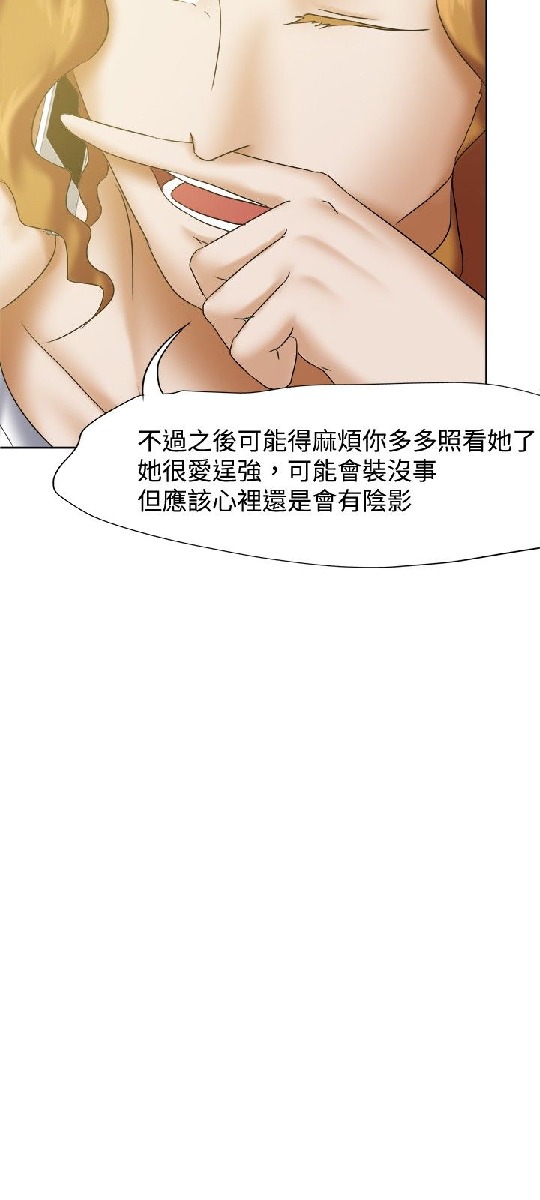 不過之後可能得麻煩你多多照看她了
她很愛逞強，可能會裝沒事
但應該心裡還是會有陰影